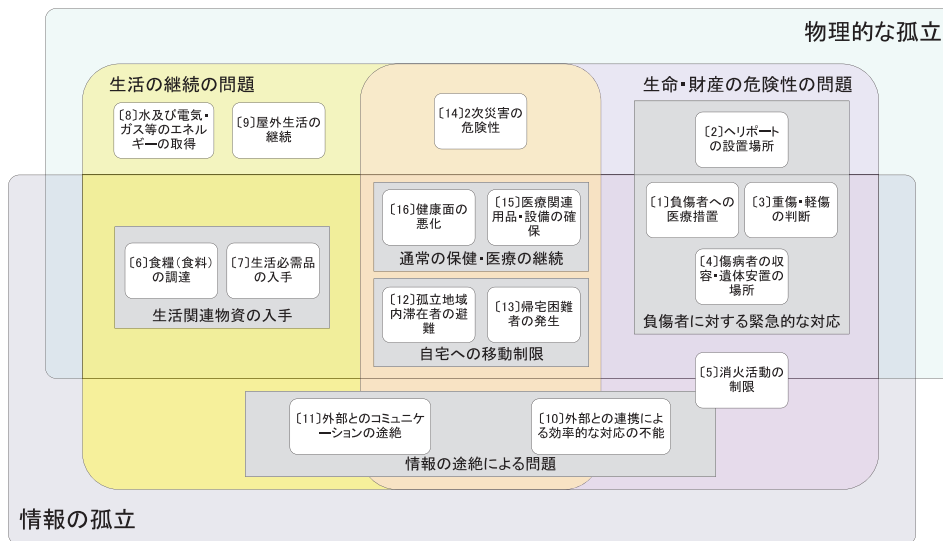 物理的な孤立
生活の継続の問題
生命・財産の危険性の問題
〔8〕水及び電気・
ガス等のエネル
ギーの取得
〔9〕屋外生活の
継続
〔14〕2次災害の
危険性
〔2〕ヘリポート
の設置場所
〔16〕健康面の
悪化
〔15〕医療関連
用品・設備の確
保
通常の保健・医療の継続
〔1〕負傷者への
医療措置
〔3〕重傷・軽傷
の判断
〔6〕食糧(食料)
の調達
〔7〕生活必需品
の入手
生活関連物資の入手
〔12〕孤立地域
内滞在者の避
難
〔13〕帰宅困難
者の発生
自宅への移動制限
〔4〕傷病者の収
容・遺体安置の
場所
負傷者に対する緊急的な対応
〔5〕消火活動の
制限
〔11〕外部とのコミュニケ
ーションの途絶
〔10〕外部との連携によ
る効率的な対応の不能
情報の途絶による問題
情報の孤立